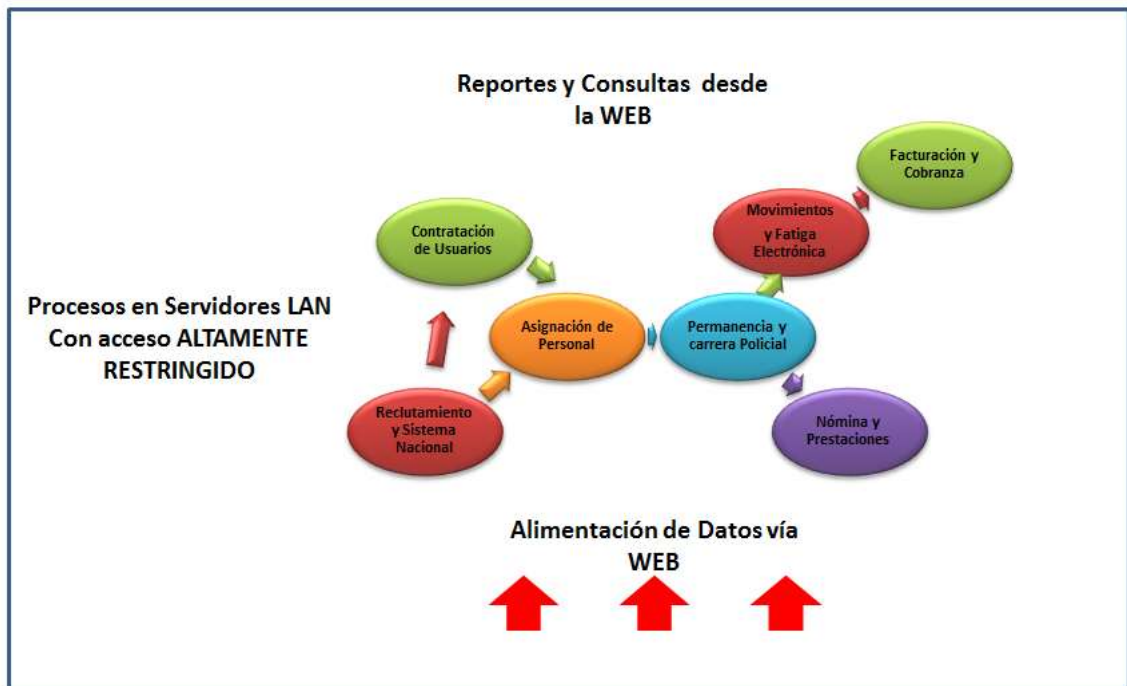 Reportes y Consultas desde
la WEB
Facturación y
Cobranza
Movimientos
y Fatiga
Electrónica
Contratación
de Usuarios
Procesos en Servidores LAN
Con acceso ALTAMENTE
RESTRINGIDO
Asignación de
Personal
Permanencia y
carrera Policial
Reclutamiento
y Sistema
Nacional
Nómina y
Prestaciones
Alimentación de Datos vía
WEB